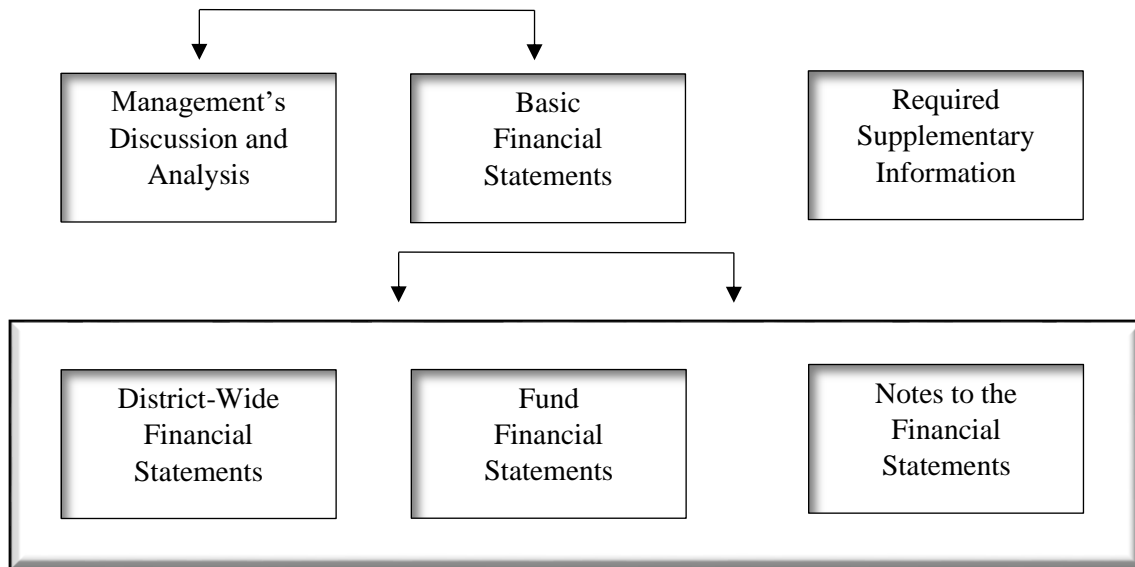 Management’s
Discussion and
Analysis
Basic
Financial
Statements
Required
Supplementary
Information
District-Wide
Financial
Statements
Fund
Financial
Statements
Notes to the
Financial
Statements